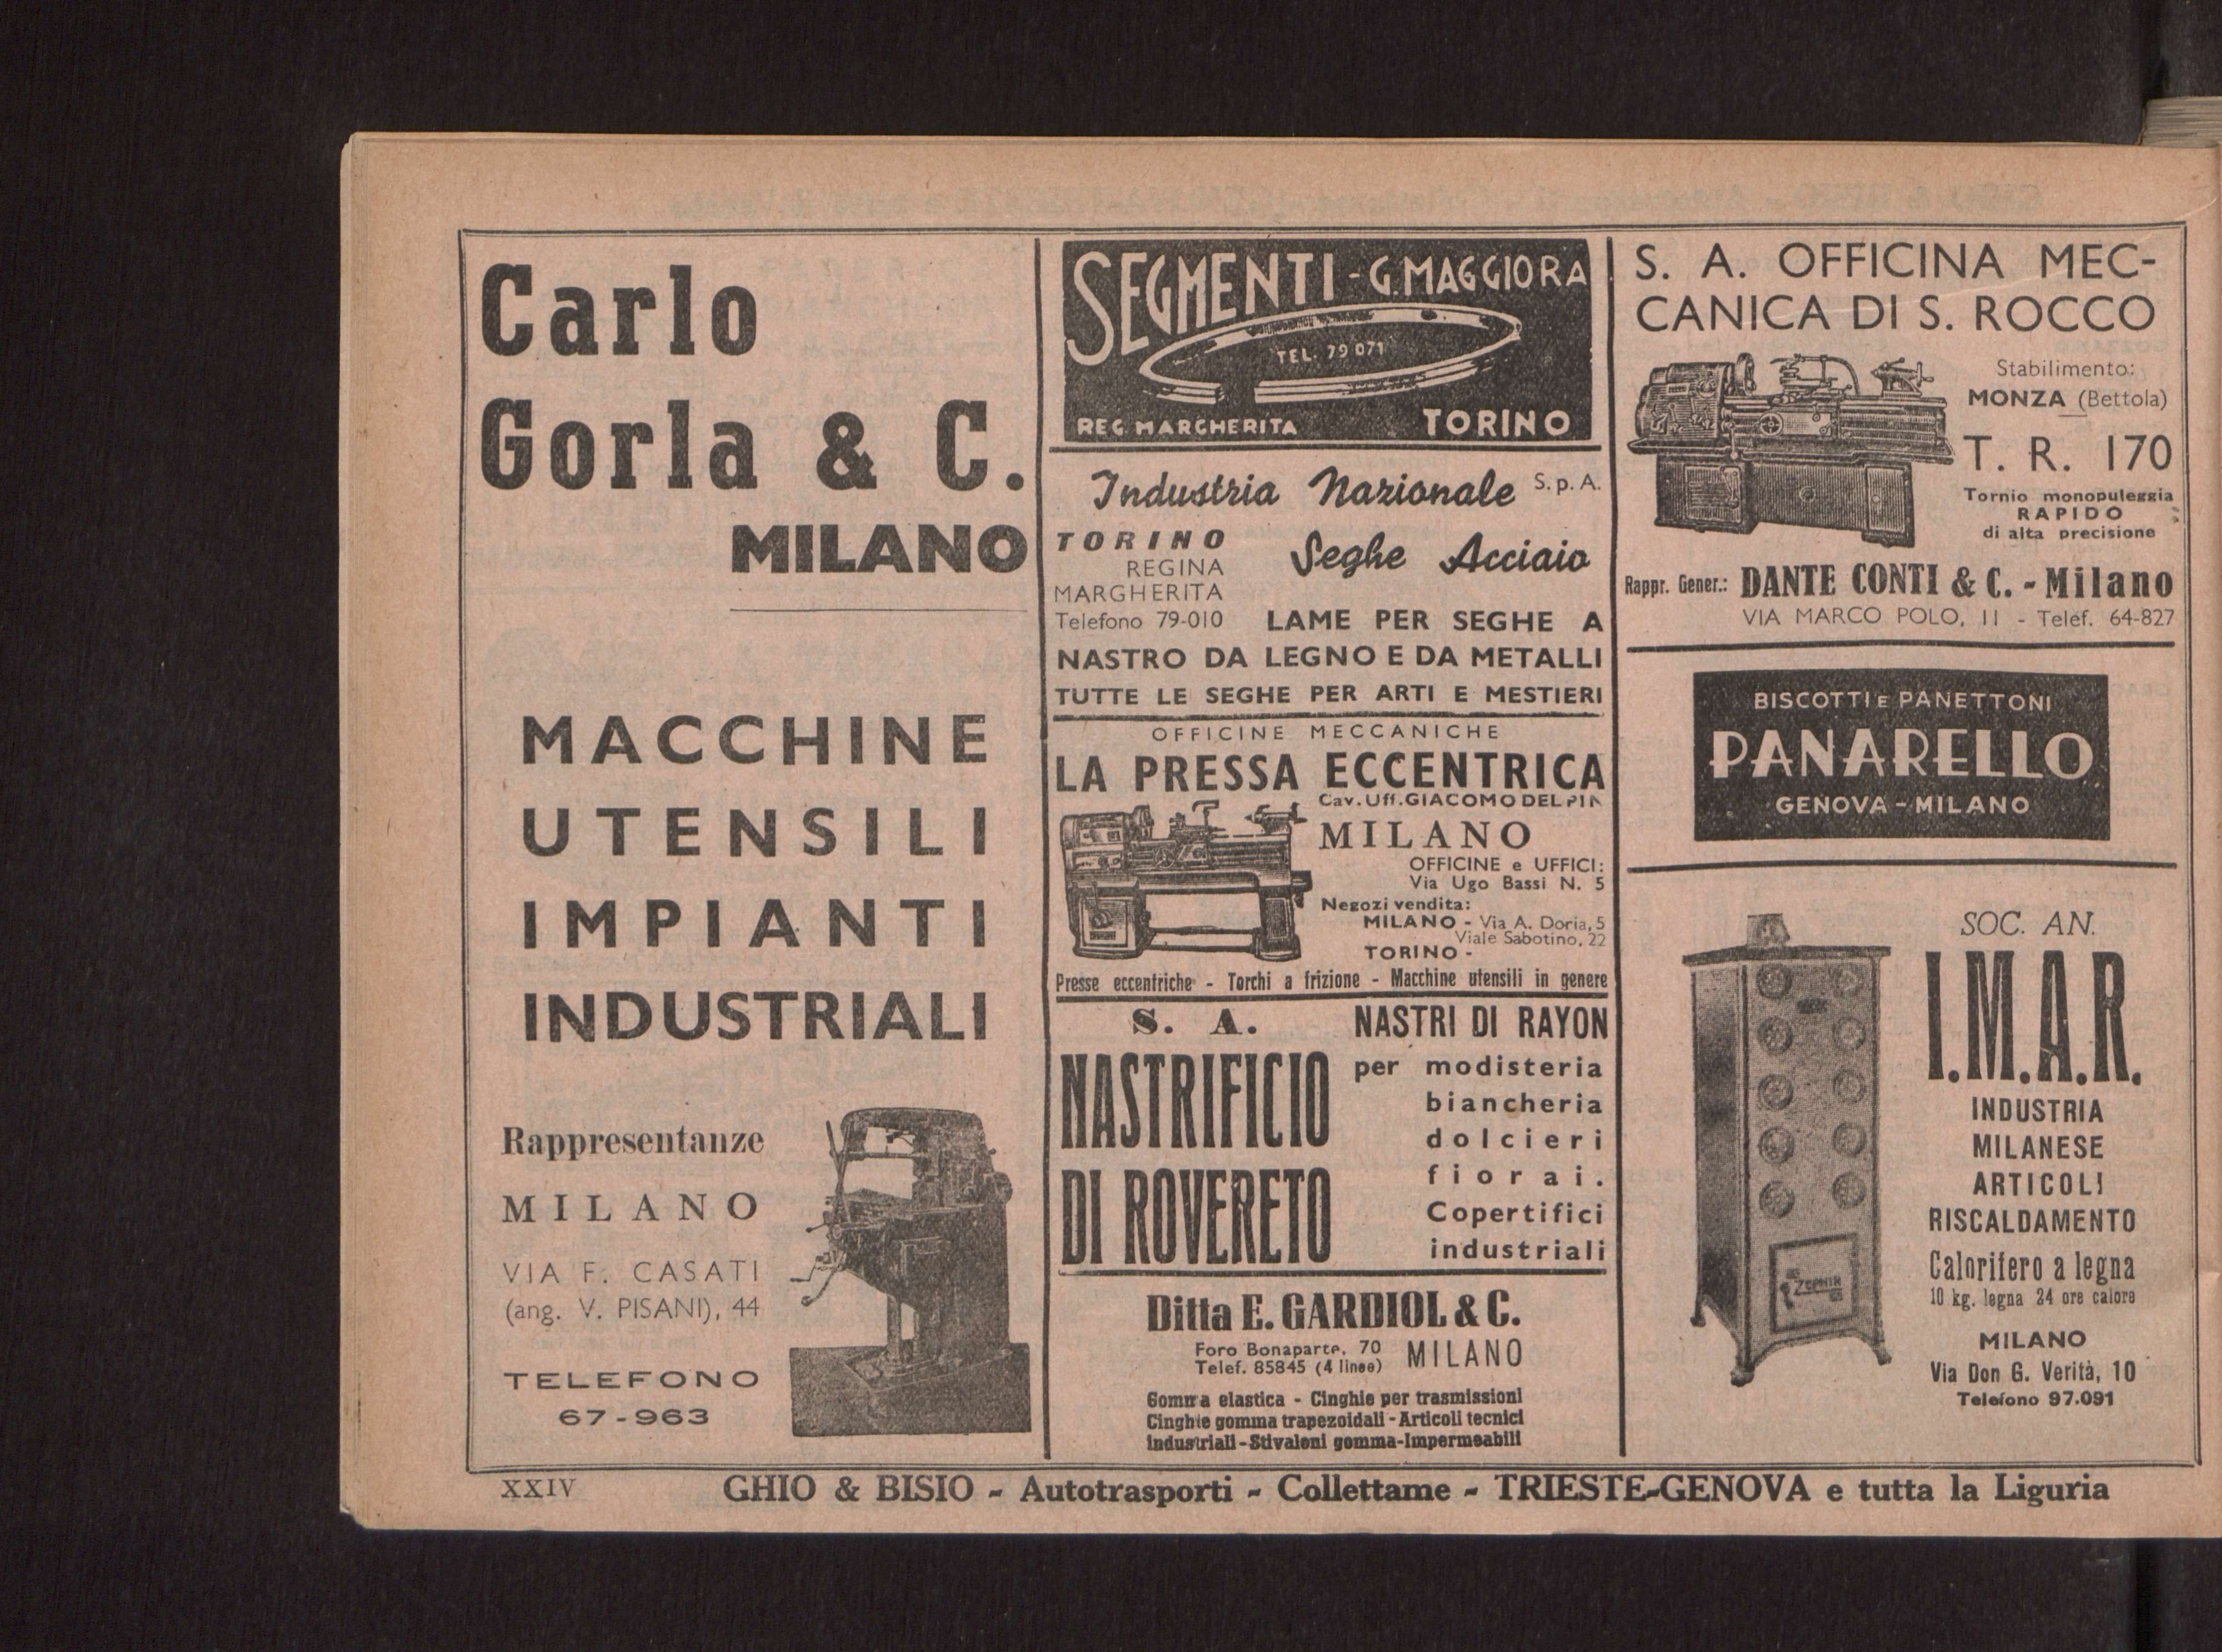 Carlo
Gorla & C.
MILANO
MACCHINE
UTENSILI
IMPIANTI
INDUSTRIALI
Rappresentanze
MILANO
VIA F. CASATI
(ang. V. PISANI), 44
TELEFONO
67-963
SEGMENTI - G. MAGGIORA
TEL. 79 071
REG. MARGHERITA TORINO
Industria Nazionale S.p.A.
Seghe Acciaio
TORINO
REGINA
MARGHERITA
Telefono 79-010
LAME PER SEGHE A
NASTRO DA LEGNO E DA METALLI
TUTTE LE SEGHE PER ARTI E MESTIERI
OFFICINE MECCANICHE
LA PRESSA ECCENTRICA
Cav. Uff. GIACOMO DEL
MILANO
OFFICINE e UFFICI:
Via Ugo Bassi N. 5
Negozi vendita:
MILANO - Via A. Doria, 5
Viale Sabotino, 22
TORINO -
Presse eccentriche - Torchi a frizione - Macchine utensili in genere
S. A.
NASTRIFICIO
DI ROVERETO
NASTRI DI RAYON
per modisteria
biancheria
dolcieri
fiorai.
Copertifici
industriali
Ditta E. GARDIOL & C.
Foro Bonaparte, 70
Telef. 85845 (4 linee)
MILANO
Gomma elastica - Cinghie per trasmissioni
Cinghie gomma trapezoidali - Articoli tecnici
industriali - Stivaloni gomma - Impermeabili
S. A. OFFICINA MEC-
CANICA DI S. ROCCO
Stabilimento:
MONZA (Bettola)
T. R. 170
Tornio monopuleggia
RAPIDO
di alta precisione
Rappr. Gener.: DANTE CONTI & C. - Milano
VIA MARCO POLO, 11 - Telef. 64-827
BISCOTTI E PANETTONI
PANARELLO
GENOVA - MILANO
ZEPHIR
SOC. AN.
I.M.A.R.
INDUSTRIA
MILANESE
ARTICOLI
RISCALDAMENTO
Calorifero a legna
10 kg. legna 24 ore calore
MILANO
Via Don G. Verità, 10
Telefono 97.091
XXIV
GHIO & BISIO - Autotrasporti - Collettame - TRIESTE-GENOVA e tutta la Liguria